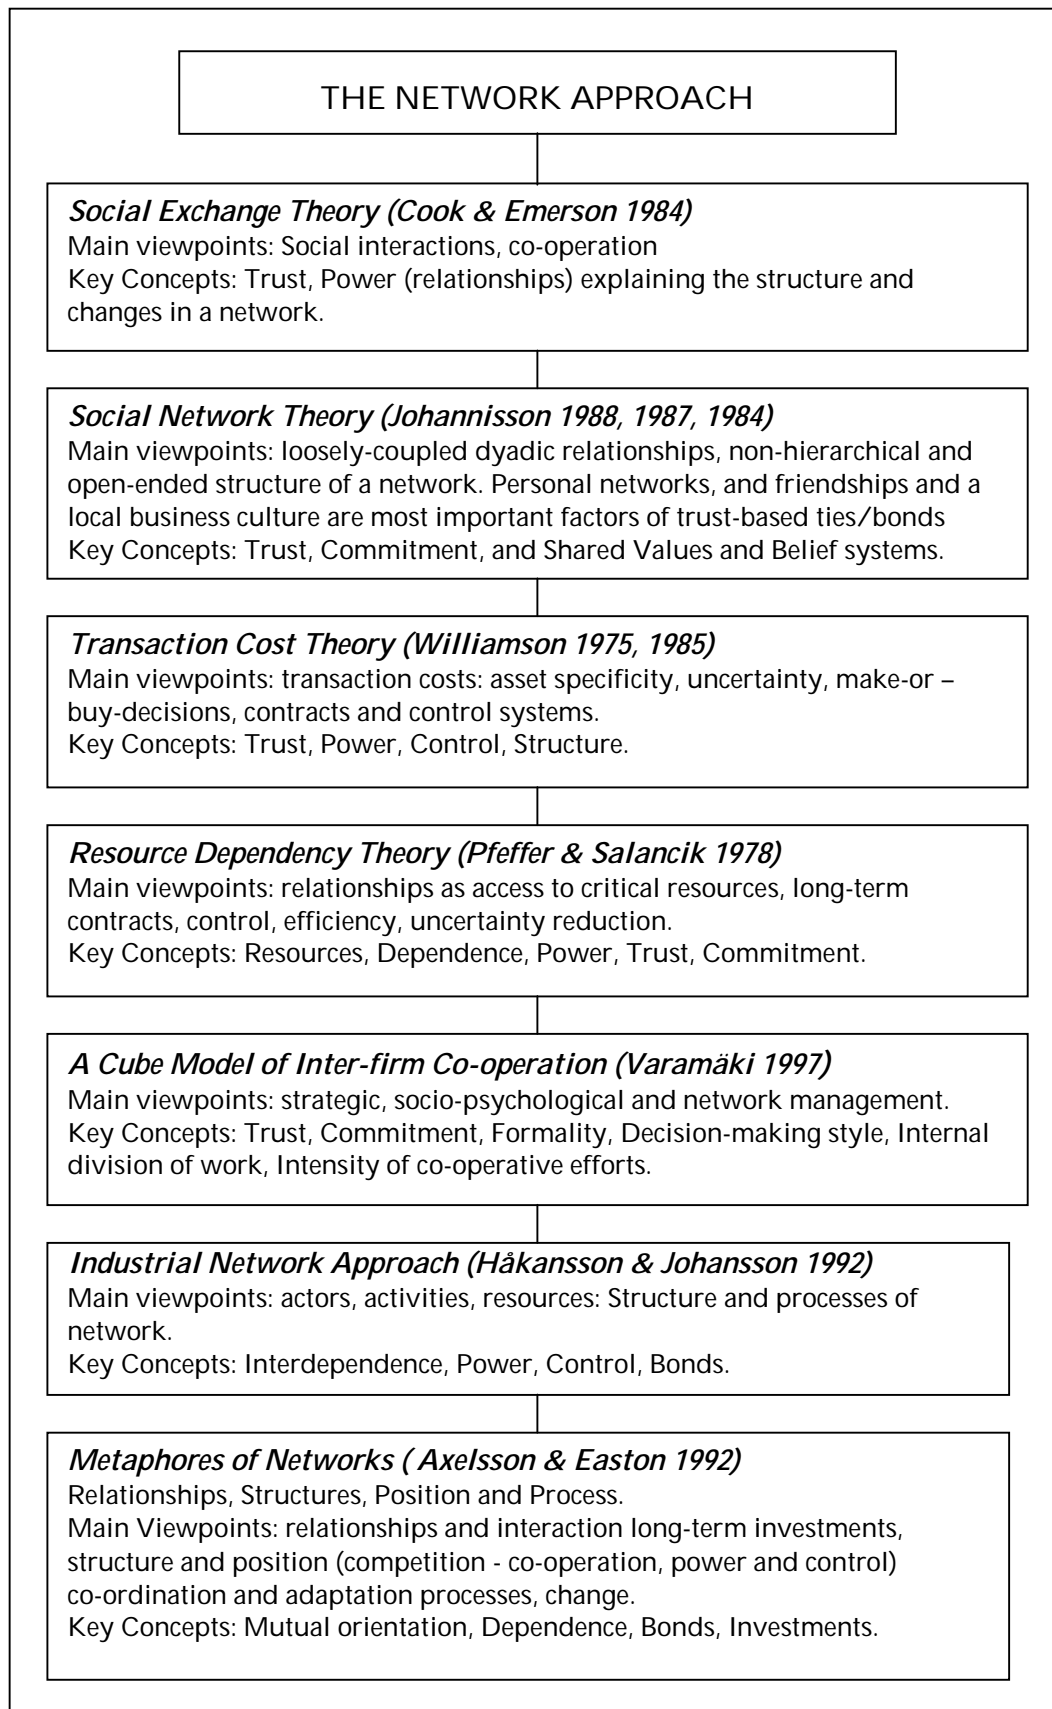 THE NETWORK APPROACH
Social Exchange Theory (Cook & Emerson 1984)
Main viewpoints: Social interactions, co-operation
Key Concepts: Trust, Power (relationships) explaining the structure and
changes in a network.
Social Network Theory (Johannisson 1988, 1987, 1984)
Main viewpoints: loosely-coupled dyadic relationships, non-hierarchical and
open-ended structure of a network. Personal networks, and friendships and a
local business culture are most important factors of trust-based ties/bonds
Key Concepts: Trust, Commitment, and Shared Values and Belief systems.
Transaction Cost Theory (Williamson 1975, 1985)
Main viewpoints: transaction costs: asset specificity, uncertainty, make-or –
buy-decisions, contracts and control systems.
Key Concepts: Trust, Power, Control, Structure.
Resource Dependency Theory (Pfeffer & Salancik 1978)
Main viewpoints: relationships as access to critical resources, long-term
contracts, control, efficiency, uncertainty reduction.
Key Concepts: Resources, Dependence, Power, Trust, Commitment.
A Cube Model of Inter-firm Co-operation (Varamäki 1997)
Main viewpoints: strategic, socio-psychological and network management.
Key Concepts: Trust, Commitment, Formality, Decision-making style, Internal
division of work, Intensity of co-operative efforts.
Industrial Network Approach (Håkansson & Johansson 1992)
Main viewpoints: actors, activities, resources: Structure and processes of
network.
Key Concepts: Interdependence, Power, Control, Bonds.
Metaphores of Networks ( Axelsson & Easton 1992)
Relationships, Structures, Position and Process.
Main Viewpoints: relationships and interaction long-term investments,
structure and position (competition - co-operation, power and control)
co-ordination and adaptation processes, change.
Key Concepts: Mutual orientation, Dependence, Bonds, Investments.